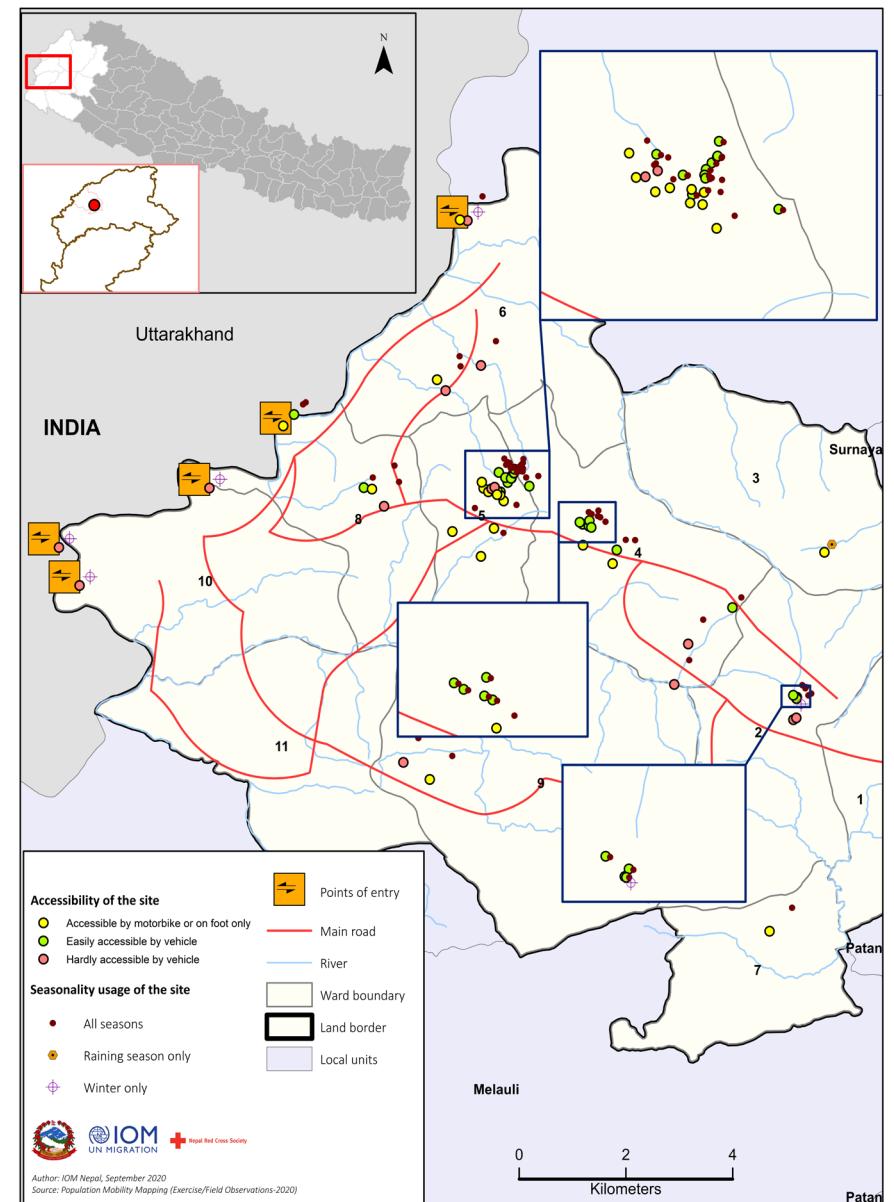 N
Uttarakhand
INDIA
6
Surnaya
3
8
5
4
10
11
2
9
1
7
Patan
Melauli
Patan
0 2 4
Kilometers
Accessibility of the site
Accessible by motorbike or on foot only
Easily accessible by vehicle
Hardly accessible by vehicle
Seasonality usage of the site
All seasons
Raining season only
Winter only
Points of entry
Main road
River
Ward boundary
Land border
Local units
IOM
UN MIGRATION
Nepal Red Cross Society
Author: IOM Nepal, September 2020
Source: Population Mobility Mapping (Exercise/Field Observations-2020)